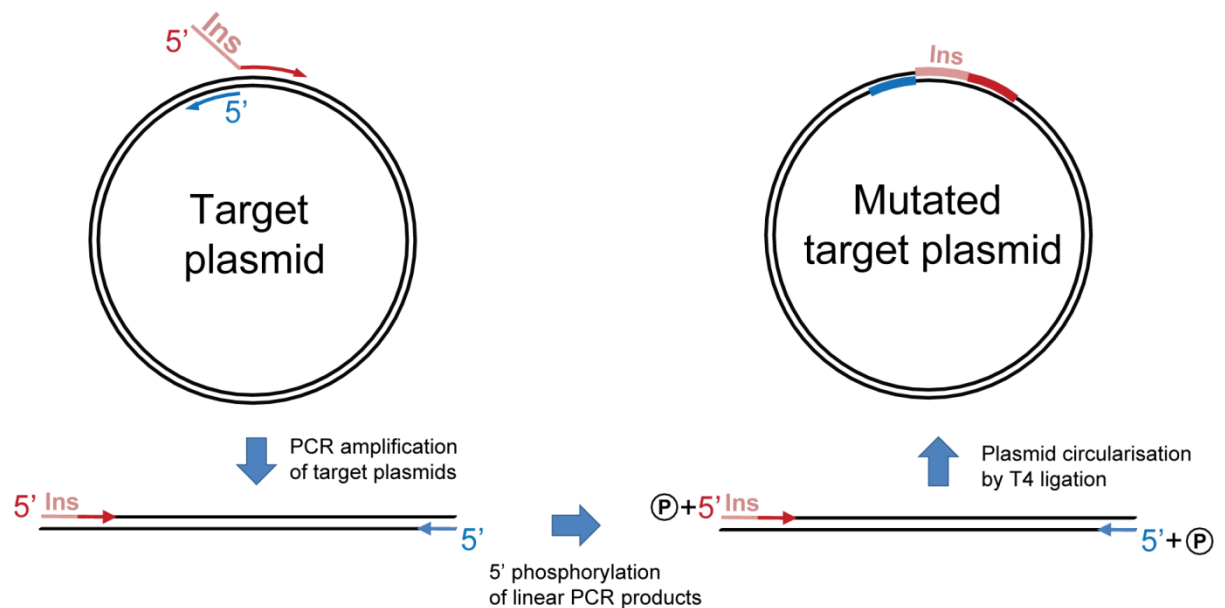 5' Ins
5'
Target
plasmid
Ins
Mutated
target plasmid
PCR amplification
of target plasmids
Plasmid circularisation
by T4 ligation
5' Ins
5'
5' phosphorylation
of linear PCR products
P+5' Ins
5'+P